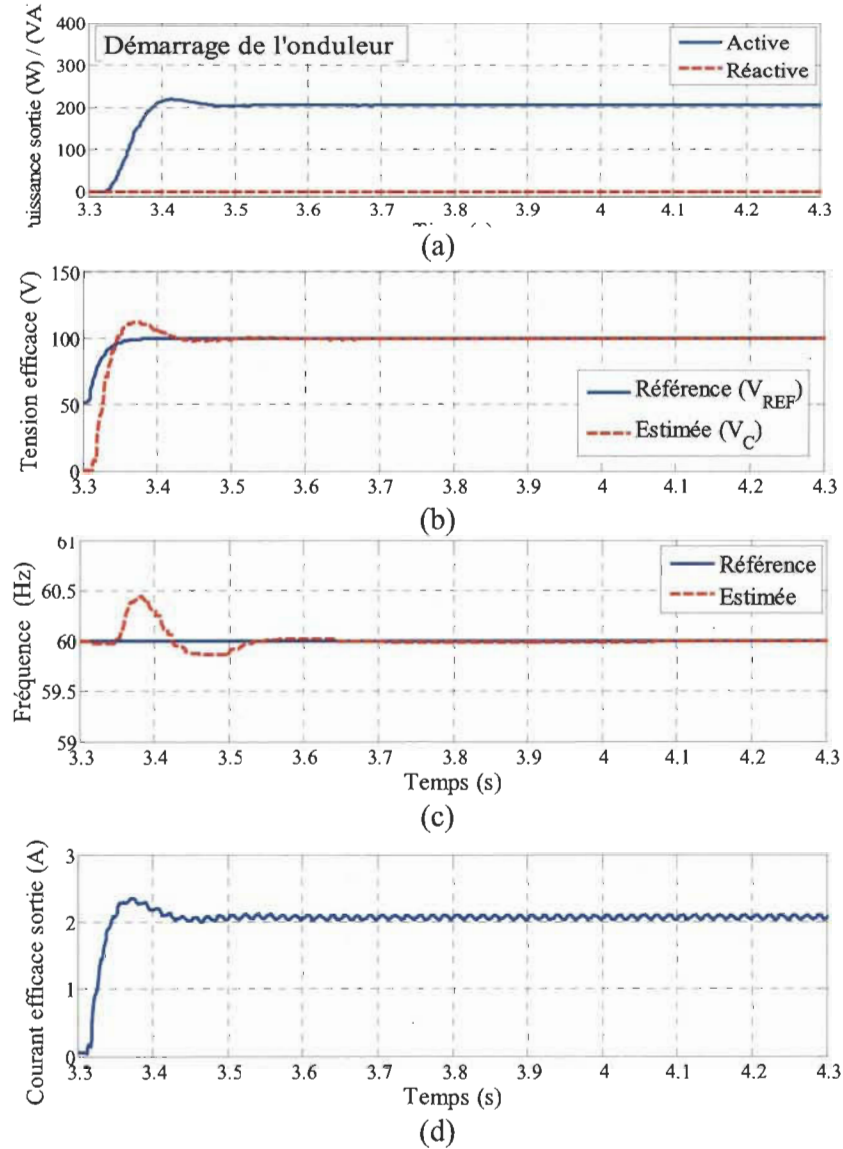 Puissance sortie (W) / (VA
400
Démarrage de l'onduleur
Active
Réactive
300
200
100
0
3.3 3.4 3.5 3.6 3.7 3.8 3.9 4 4.1 4.2 4.3
(a)
Tension efficace (V)
150
100
50
0
Référence (V_REF)
Estimée (V_C)
3.3 3.4 3.5 3.6 3.7 3.8 3.9 4 4.1 4.2 4.3
(b)
Fréquence (Hz)
61
60.5
60
59.5
59
Référence
Estimée
3.3 3.4 3.5 3.6 3.7 3.8 3.9 4 4.1 4.2 4.3
Temps (s)
(c)
Courant efficace sortie (A)
3
2
1
0
3.3 3.4 3.5 3.6 3.7 3.8 3.9 4 4.1 4.2 4.3
Temps (s)
(d)